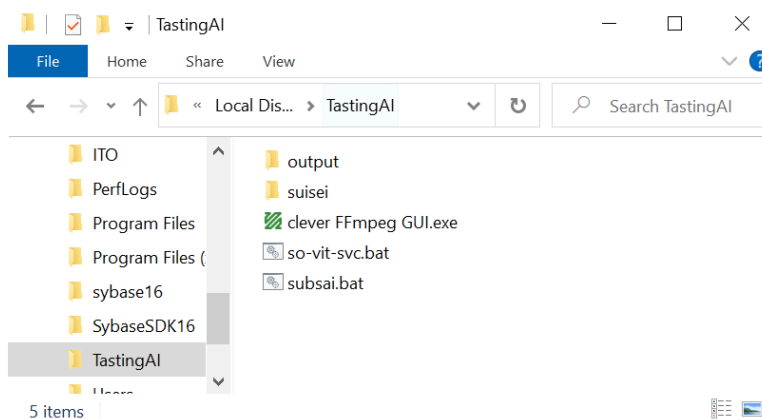 TastingAI
File Home Share View
« Local Dis... > TastingAI Search TastingAI
ITO
PerfLogs
Program Files
Program Files (
sybase16
SybaseSDK16
TastingAI
Users
output
suisei
clever FFmpeg GUI.exe
so-vit-svc.bat
subsai.bat
5 items